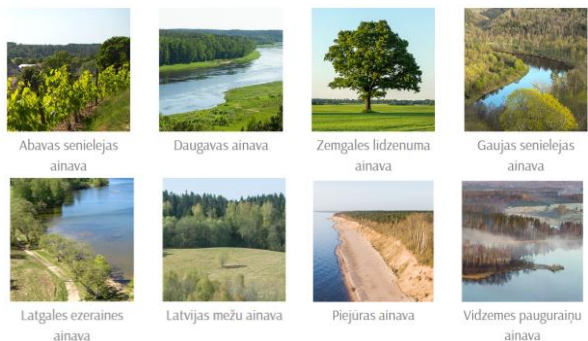 Abavas senielejas
ainava
Daugavas ainava
Zemgales līdzenuma
ainava
Gaujas senielejas
ainava
Latgales ezeraines
ainava
Latvijas mežu ainava
Piejūras ainava
Vidzemes pauguraiņu
ainava